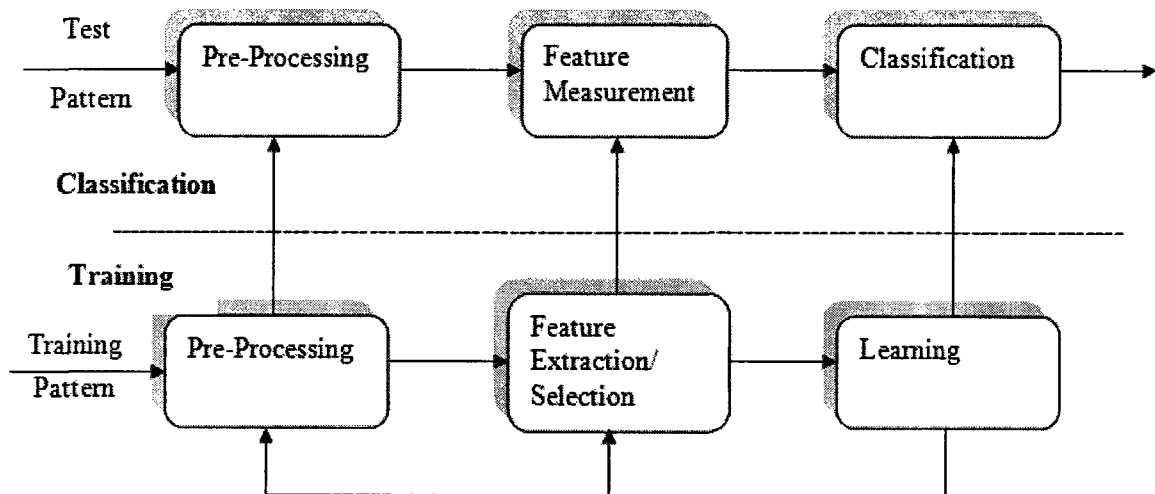 Test
Pattern
Pre-Processing
Feature
Measurement
Classification
Classification
Training
Training
Pattern
Pre-Processing
Feature
Extraction/
Selection
Learning